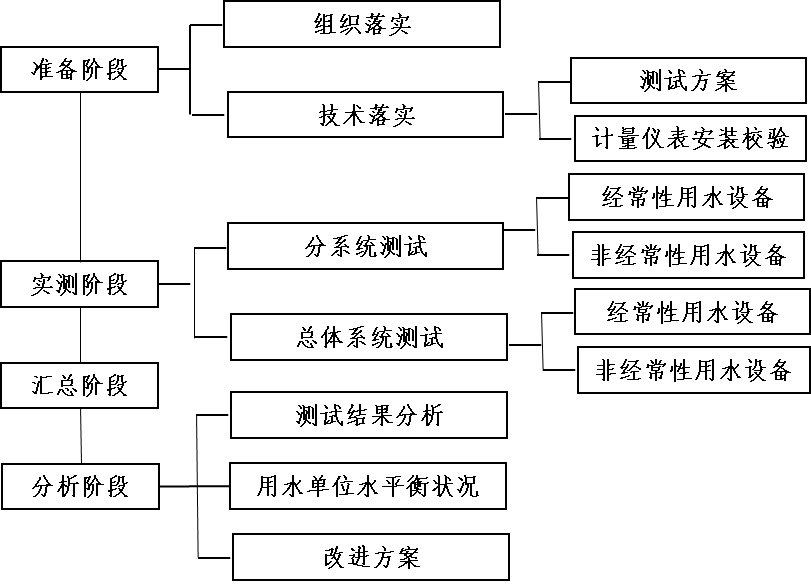 组织落实
准备阶段
测试方案
技术落实
计量仪表安装校验
经常性用水设备
分系统测试
非经常性用水设备
实测阶段
经常性用水设备
总体系统测试
非经常性用水设备
汇总阶段
测试结果分析
分析阶段
用水单位水平衡状况
改进方案